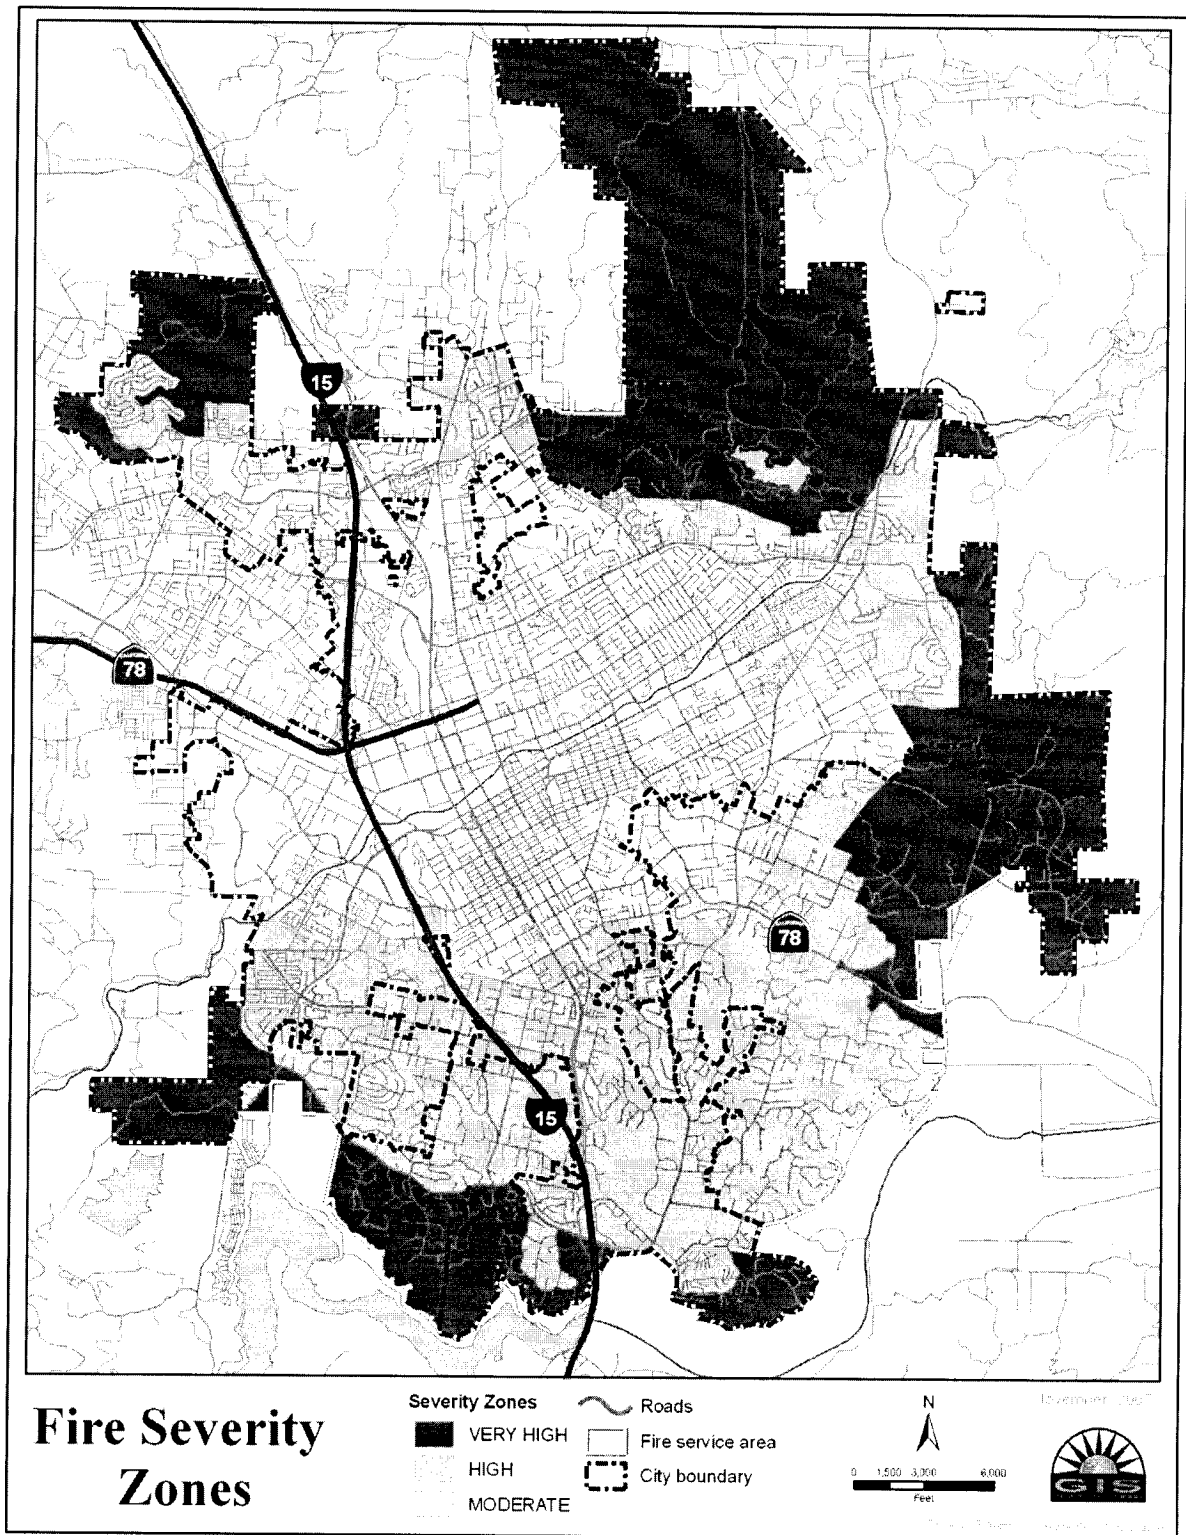 15
78
78
15
Fire Severity
Zones
Severity Zones
VERY HIGH
HIGH
MODERATE
Roads
Fire service area
City boundary
N
0 1,500 3,000 6,000
Feet
GIS